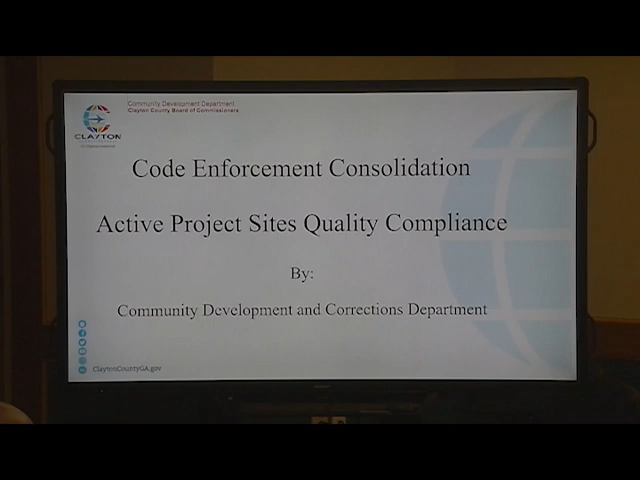 Community Development Department
Clayton County Board of Commissioners
CLAYTON
Code Enforcement Consolidation
Active Project Sites Quality Compliance
By:
Community Development and Corrections Department
ClaytonCountyGA.gov